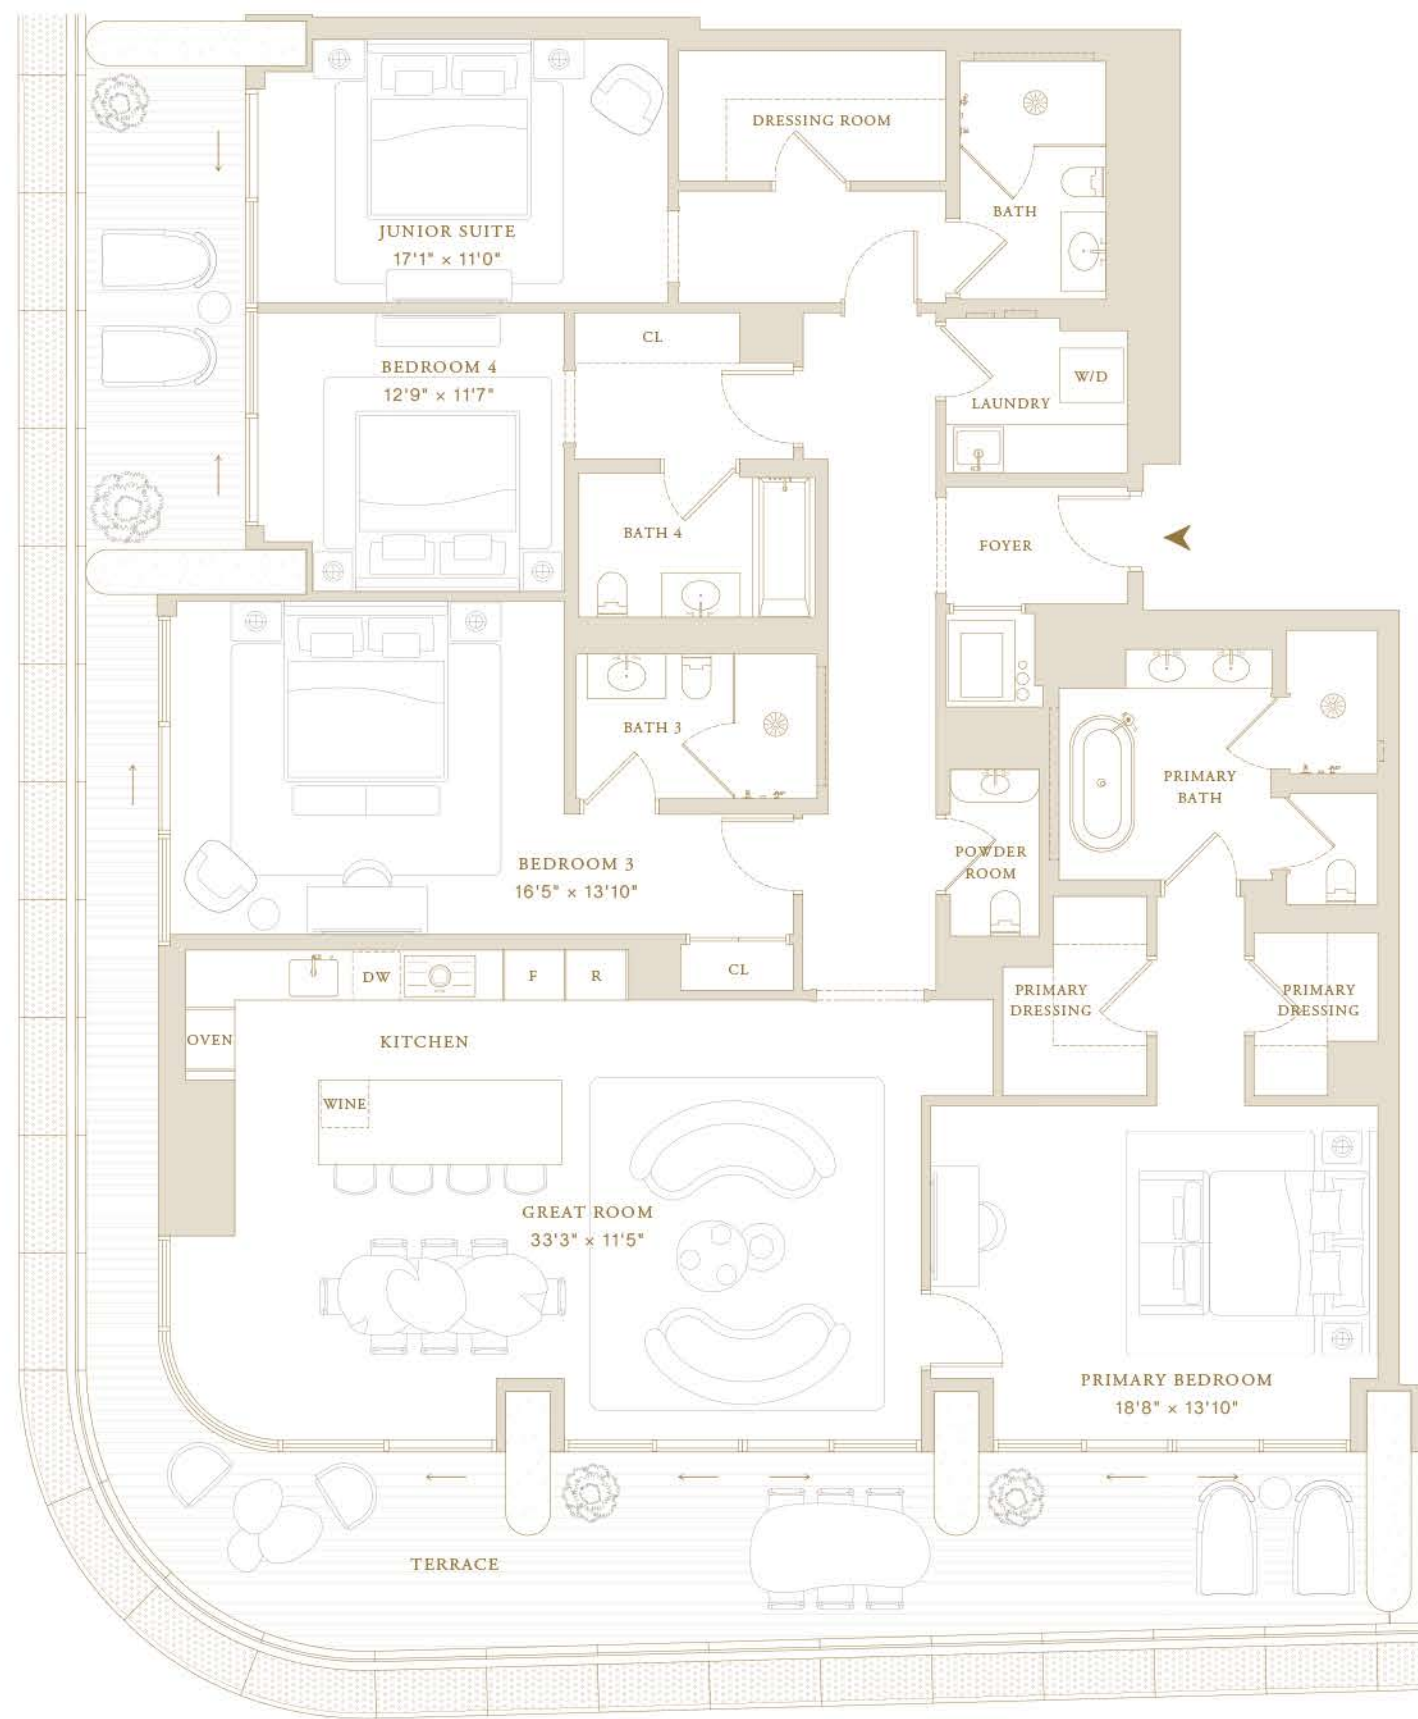 DRESSING ROOM
BATH
JUNIOR SUITE
17'1" × 11'0"
CL
BEDROOM 4
12'9" × 11'7"
W/D
LAUNDRY
BATH 4
FOYER
BATH 3
PRIMARY
BATH
POWDER
ROOM
BEDROOM 3
16'5" × 13'10"
DW
F
R
CL
PRIMARY
DRESSING
PRIMARY
DRESSING
OVEN
KITCHEN
WINE
GREAT ROOM
33'3" × 11'5"
PRIMARY BEDROOM
18'8" × 13'10"
TERRACE